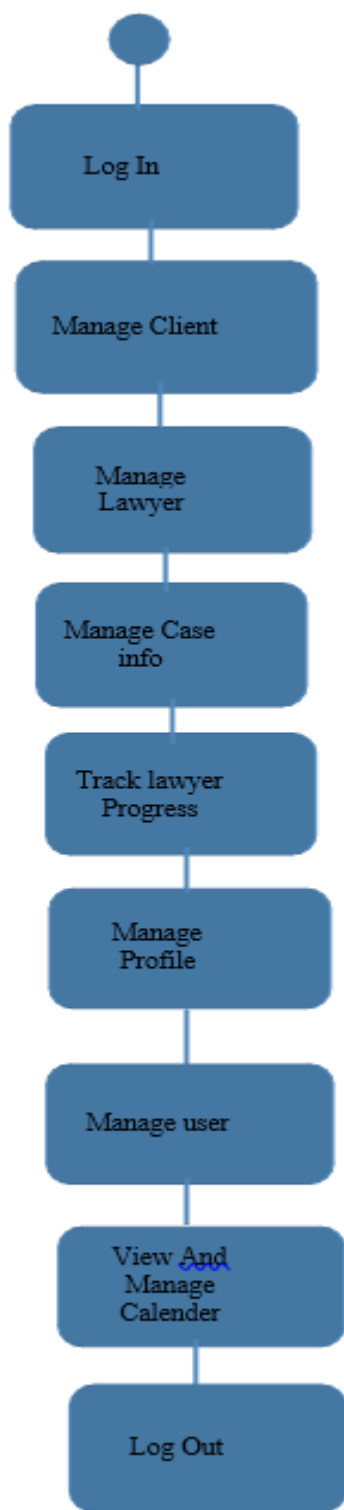 Log In
Manage Client
Manage
Lawyer
Manage Case
info
Track lawyer
Progress
Manage
Profile
Manage user
View And
Manage
Calender
Log Out